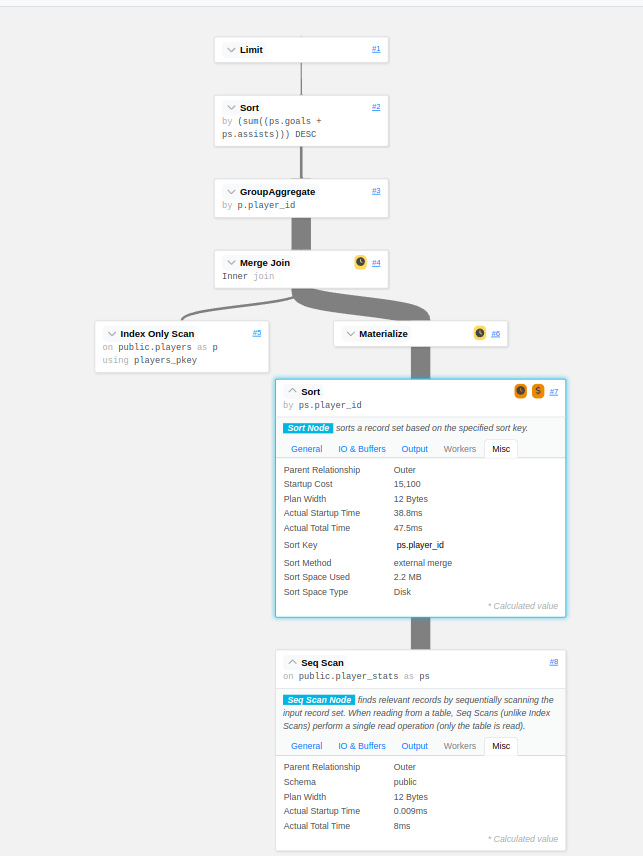 Limit #1
Sort #2
by (sum((ps.goals +
ps.assists))) DESC
GroupAggregate #3
by p.player_id
Merge Join #4
Inner join
Index Only Scan #5
on public.players as p
using players_pkey
Materialize #6
Sort $ #7
by ps.player_id
Sort Node sorts a record set based on the specified sort key.
General IO & Buffers Output Workers Misc
Parent Relationship Outer
Startup Cost 15,100
Plan Width 12 Bytes
Actual Startup Time 38.8ms
Actual Total Time 47.5ms
Sort Key ps.player_id
Sort Method external merge
Sort Space Used 2.2 MB
Sort Space Type Disk
* Calculated value
Seq Scan #8
on public.player_stats as ps
Seq Scan Node finds relevant records by sequentially scanning the
input record set. When reading from a table, Seq Scans (unlike Index
Scans) perform a single read operation (only the table is read).
General IO & Buffers Output Workers Misc
Parent Relationship Outer
Schema public
Plan Width 12 Bytes
Actual Startup Time 0.009ms
Actual Total Time 8ms
* Calculated value